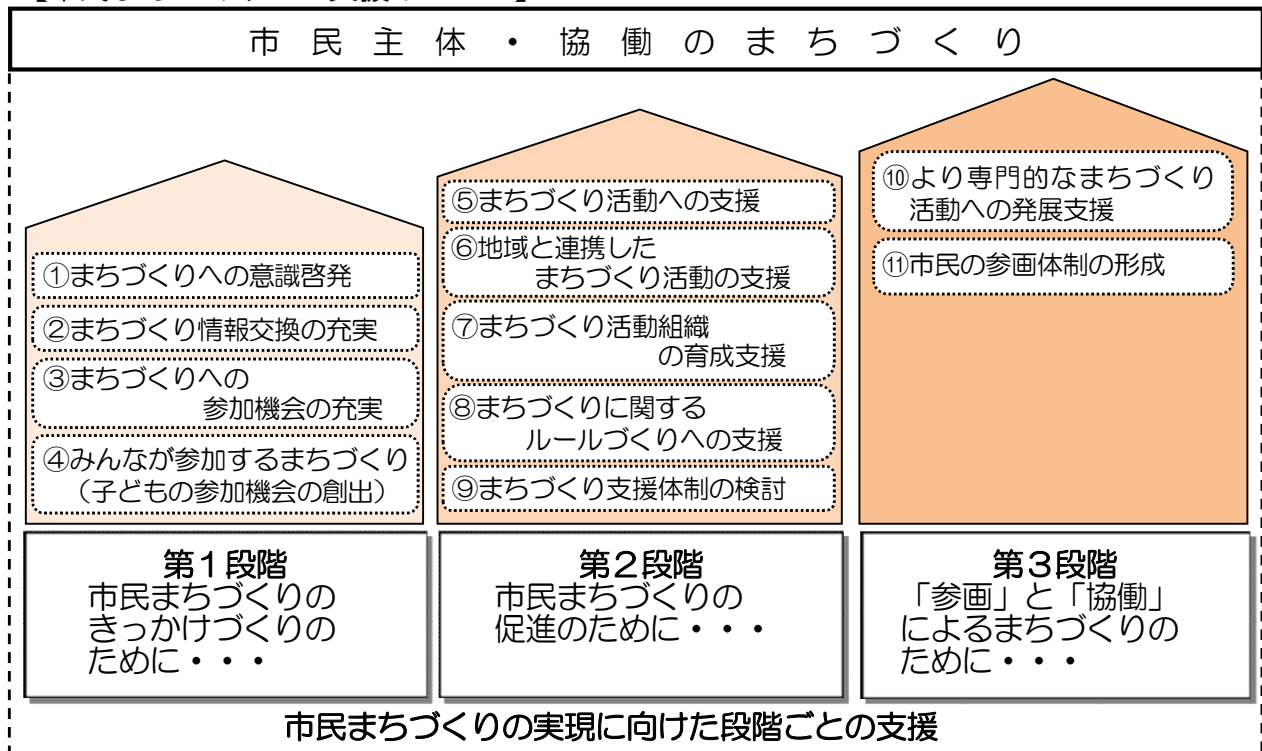 市民主体・協働のまちづくり
①まちづくりへの意識啓発
②まちづくり情報交換の充実
③まちづくりへの
参加機会の充実
④みんなが参加するまちづくり
（子どもの参加機会の創出）
⑤まちづくり活動への支援
⑥地域と連携した
まちづくり活動の支援
⑦まちづくり活動組織
の育成支援
⑧まちづくりに関する
ルールづくりへの支援
⑨まちづくり支援体制の検討
⑩より専門的なまちづくり
活動への発展支援
⑪市民の参画体制の形成
第１段階
市民まちづくりの
きっかけづくりの
ために・・・
第２段階
市民まちづくりの
促進のために・・・
第３段階
「参画」と「協働」
によるまちづくりの
ために・・・
市民まちづくりの実現に向けた段階ごとの支援